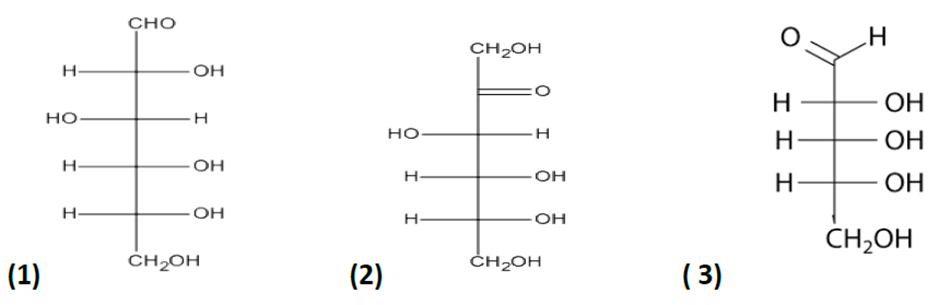 CHO
H OH
HO H
H OH
H OH
CH2OH
(1)
CH2OH
O
HO H
H OH
H OH
CH2OH
(2)
O H
H OH
H OH
H OH
CH2OH
( 3)